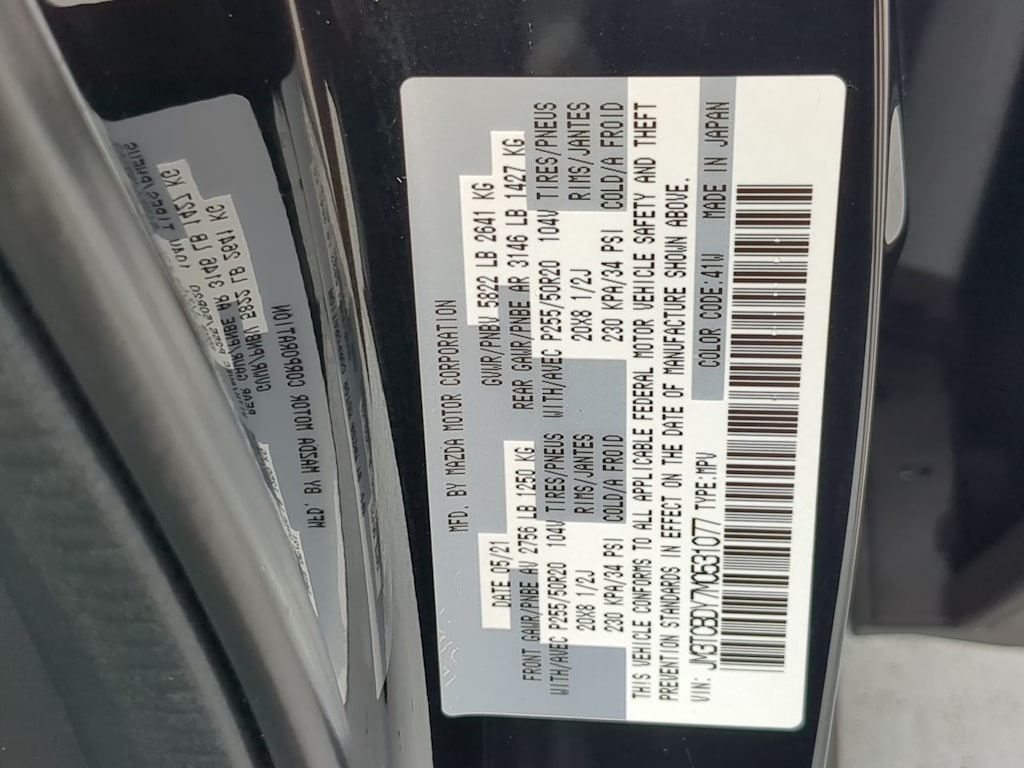 MFD. BY MAZDA MOTOR CORPORATION
DATE 05/21 GVWR/PNBV 5822 LB 2641 KG
FRONT GAWR/PNBE AV 2756 LB 1250 KG REAR GAWR/PNBE AR 3146 LB 1427 KG
WITH/AVEC P255/50R20 104V TIRES/PNEUS WITH/AVEC P255/50R20 104V TIRES/PNEUS
20X8 1/2J RIMS/JANTES 20X8 1/2J RIMS/JANTES
230 KPA/34 PSI COLD/A FROID 230 KPA/34 PSI COLD/A FROID
THIS VEHICLE CONFORMS TO ALL APPLICABLE FEDERAL MOTOR VEHICLE SAFETY AND THEFT
PREVENTION STANDARDS IN EFFECT ON THE DATE OF MANUFACTURE SHOWN ABOVE.
VIN: JM3TCBDY7N0531077 TYPE:MPV COLOR CODE:41W MADE IN JAPAN